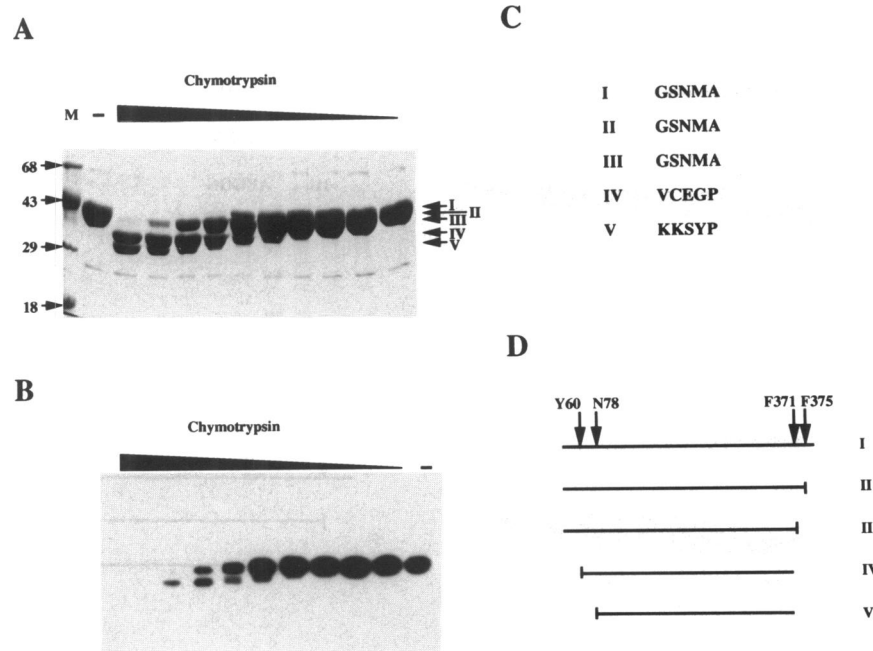 A
Chymotrypsin
M –
68
43
29
18
I
II
III
IV
V
B
Chymotrypsin
–
C
I GSNMA
II GSNMA
III GSNMA
IV VCEGP
V KKSYP
D
Y60 N78 F371 F375
I
II
II
IV
V